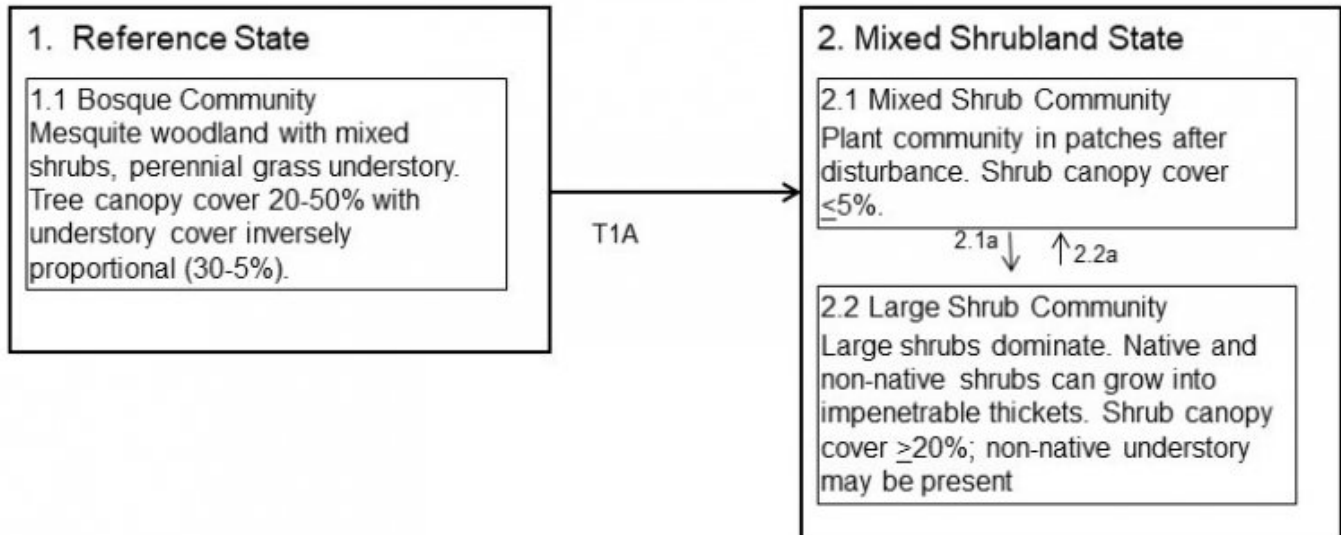 1. Reference State
1.1 Bosque Community
Mesquite woodland with mixed
shrubs, perennial grass understory.
Tree canopy cover 20-50% with
understory cover inversely
proportional (30-5%).
T1A
2. Mixed Shrubland State
2.1 Mixed Shrub Community
Plant community in patches after
disturbance. Shrub canopy cover
≤5%.
2.1a
2.2a
2.2 Large Shrub Community
Large shrubs dominate. Native and
non-native shrubs can grow into
impenetrable thickets. Shrub canopy
cover ≥20%; non-native understory
may be present